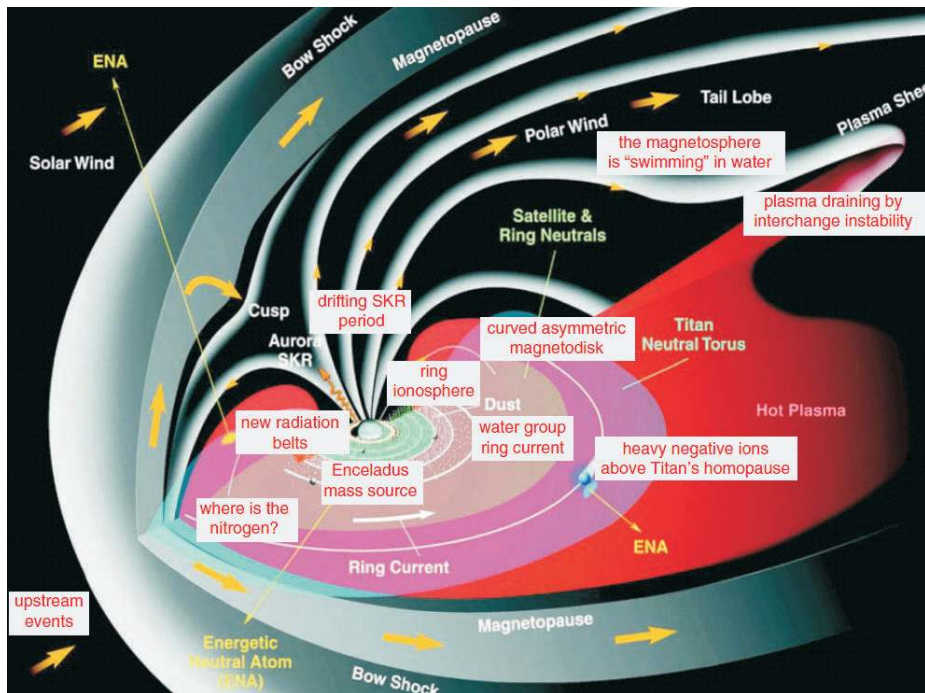 Bow Shock
Magnetopause
ENA
Solar Wind
Tail Lobe
Polar Wind
Plasma Shee
the magnetosphere
is “swimming” in water
plasma draining by
interchange instability
Satellite &
Ring Neutrals
Cusp
drifting SKR
period
Aurora
SKR
curved asymmetric
magnetodisk
Titan
Neutral Torus
ring
ionosphere
Dust
Hot Plasma
new radiation
belts
water group
ring current
heavy negative ions
above Titan’s homopause
Enceladus
mass source
where is the
nitrogen?
ENA
Ring Current
upstream
events
Magnetopause
Energetic
Neutral Atom
(ENA)
Bow Shock